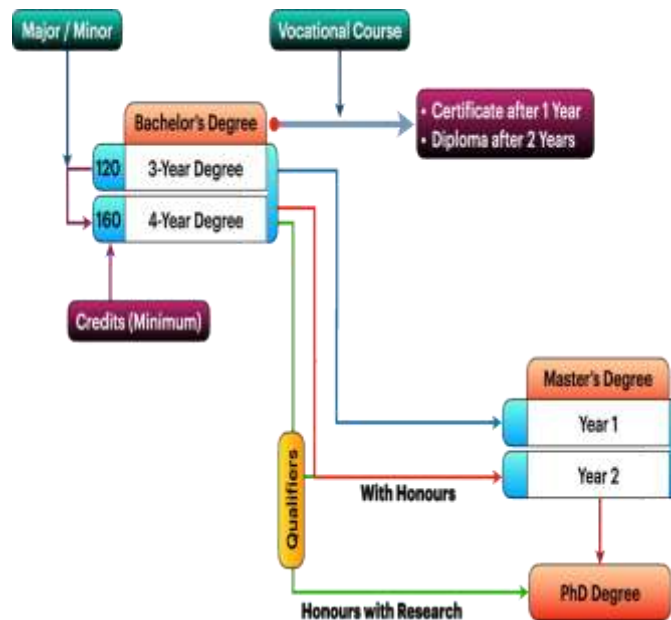 Major / Minor
Vocational Course
Bachelor's Degree
• Certificate after 1 Year
• Diploma after 2 Years
120
3-Year Degree
160
4-Year Degree
Credits (Minimum)
Master's Degree
Year 1
Year 2
Qualifiers
With Honours
PhD Degree
Honours with Research